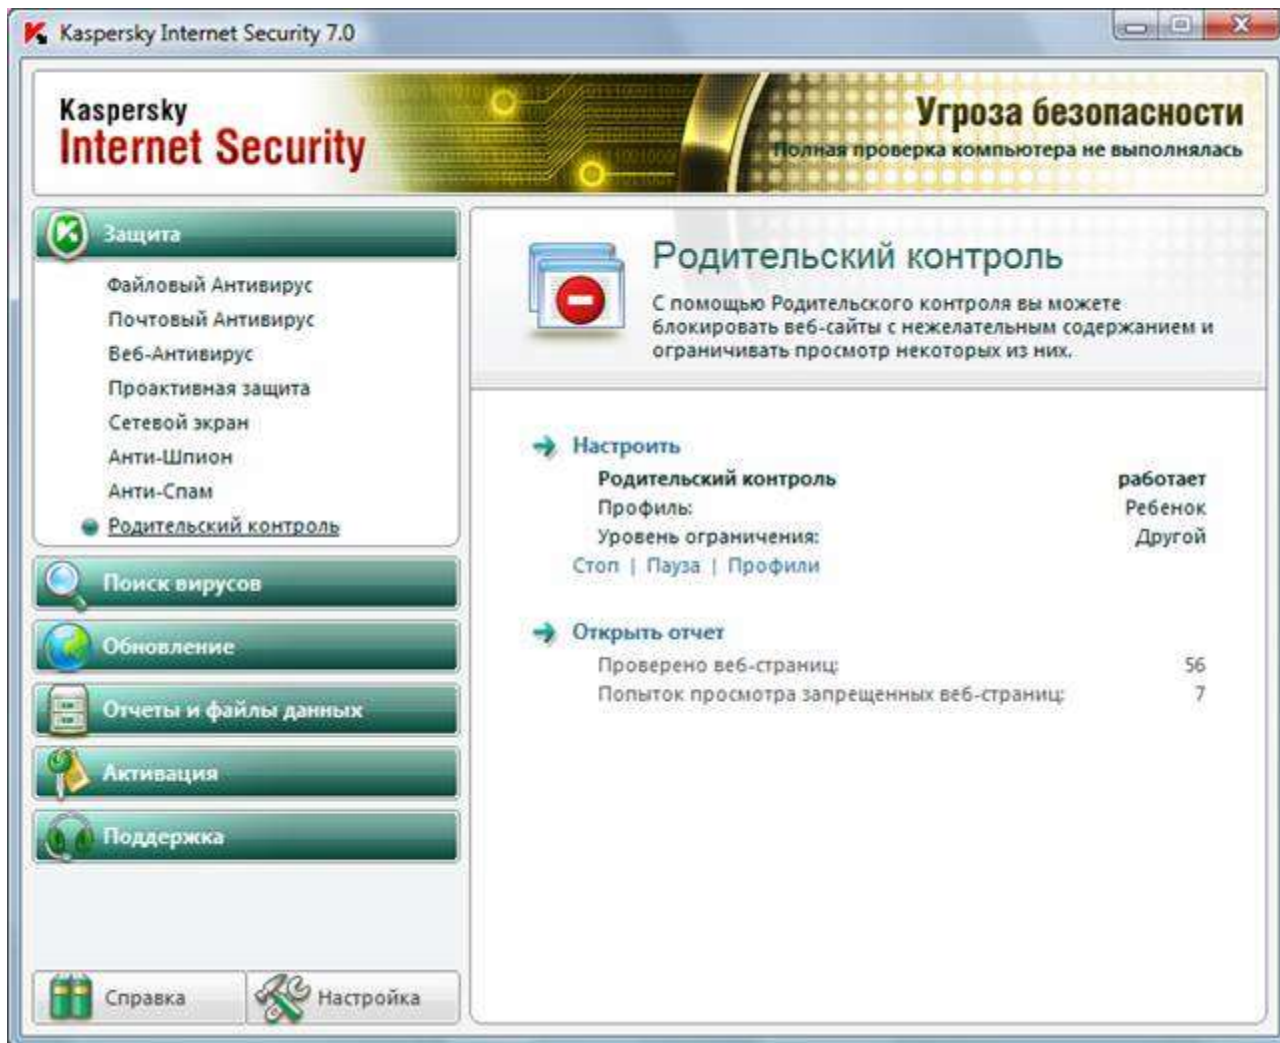 Kaspersky Internet Security 7.0
Kaspersky
Internet Security
Угроза безопасности
Полная проверка компьютера не выполнялась
Защита
Файловый Антивирус
Почтовый Антивирус
Веб-Антивирус
Проактивная защита
Сетевой экран
Анти-Шпион
Анти-Спам
Родительский контроль
Поиск вирусов
Обновление
Отчеты и файлы данных
Активация
Поддержка
Справка
Настройка
Родительский контроль
С помощью Родительского контроля вы можете
блокировать веб-сайты с нежелательным содержанием и
ограничивать просмотр некоторых из них.
Настроить
Родительский контроль работает
Профиль: Ребенок
Уровень ограничения: Другой
Стоп | Пауза | Профили
Открыть отчет
Проверено веб-страниц: 56
Попыток просмотра запрещенных веб-страниц: 7